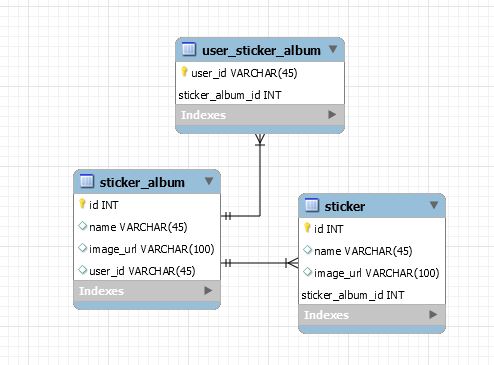 user_sticker_album
user_id VARCHAR(45)
sticker_album_id INT
Indexes
sticker_album
id INT
name VARCHAR(45)
image_url VARCHAR(100)
user_id VARCHAR(45)
Indexes
sticker
id INT
name VARCHAR(45)
image_url VARCHAR(100)
sticker_album_id INT
Indexes